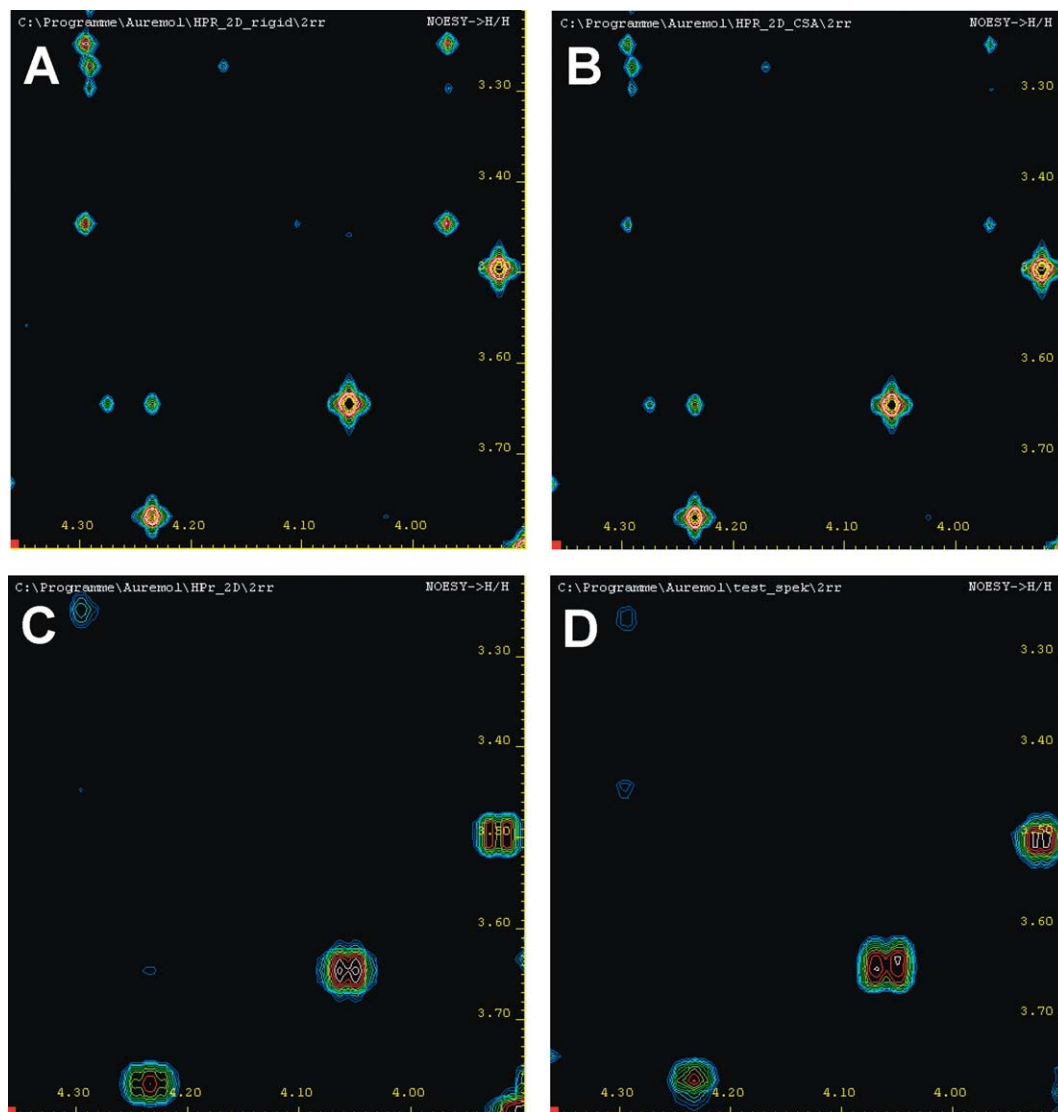 C:\Programme\Auremol\HPR_2D_rigid\2rr NOESY->H/H
A
3.30
3.40
3.60
3.70
4.30 4.20 4.10 4.00
C:\Programme\Auremol\HPR_2D_CSA\2rr NOESY->H/H
B
3.30
3.40
3.60
3.70
4.30 4.20 4.10 4.00
C:\Programme\Auremol\HPr_2D\2rr NOESY->H/H
C
3.30
3.40
3.50
3.60
3.70
4.30 4.20 4.10 4.00
C:\Programme\Auremol\test_spek\2rr NOESY->H/H
D
3.30
3.40
3.50
3.60
3.70
4.30 4.20 4.10 4.00